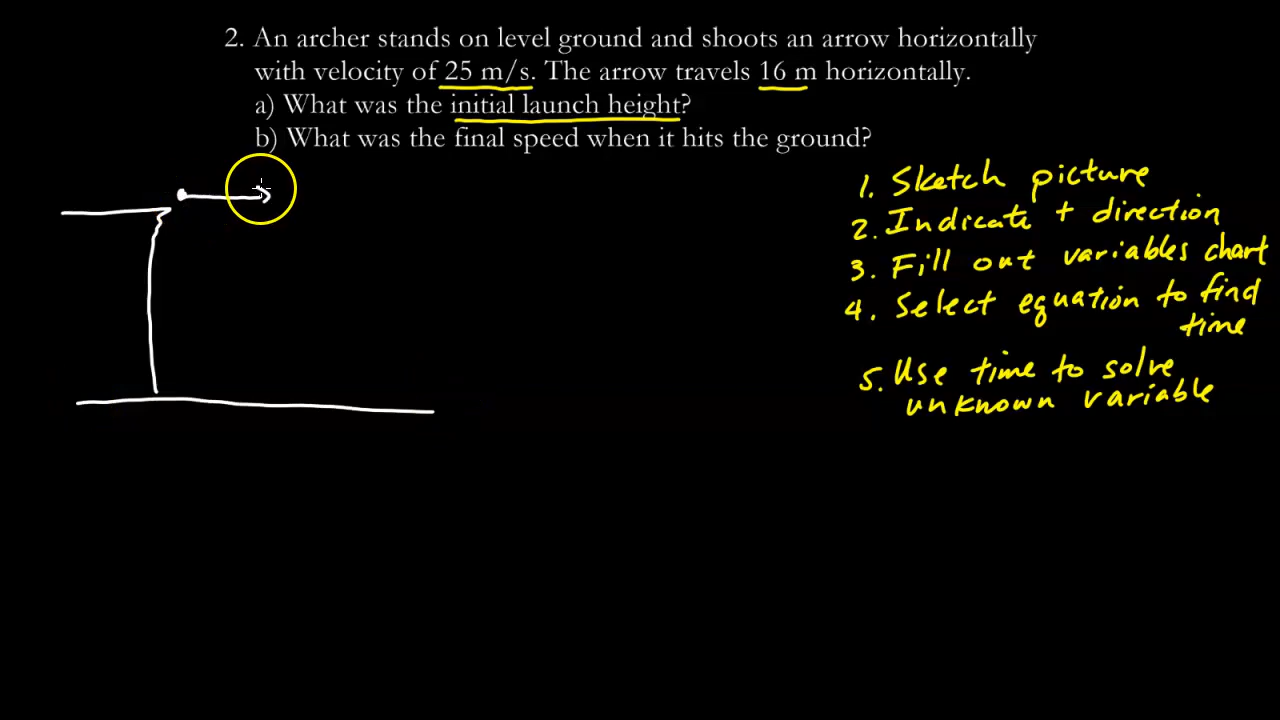 2. An archer stands on level ground and shoots an arrow horizontally
with velocity of 25 m/s. The arrow travels 16 m horizontally.
a) What was the initial launch height?
b) What was the final speed when it hits the ground?
1. Sketch picture
2. Indicate + direction
3. Fill out variables chart
4. Select equation to find
time
5. Use time to solve
unknown variable